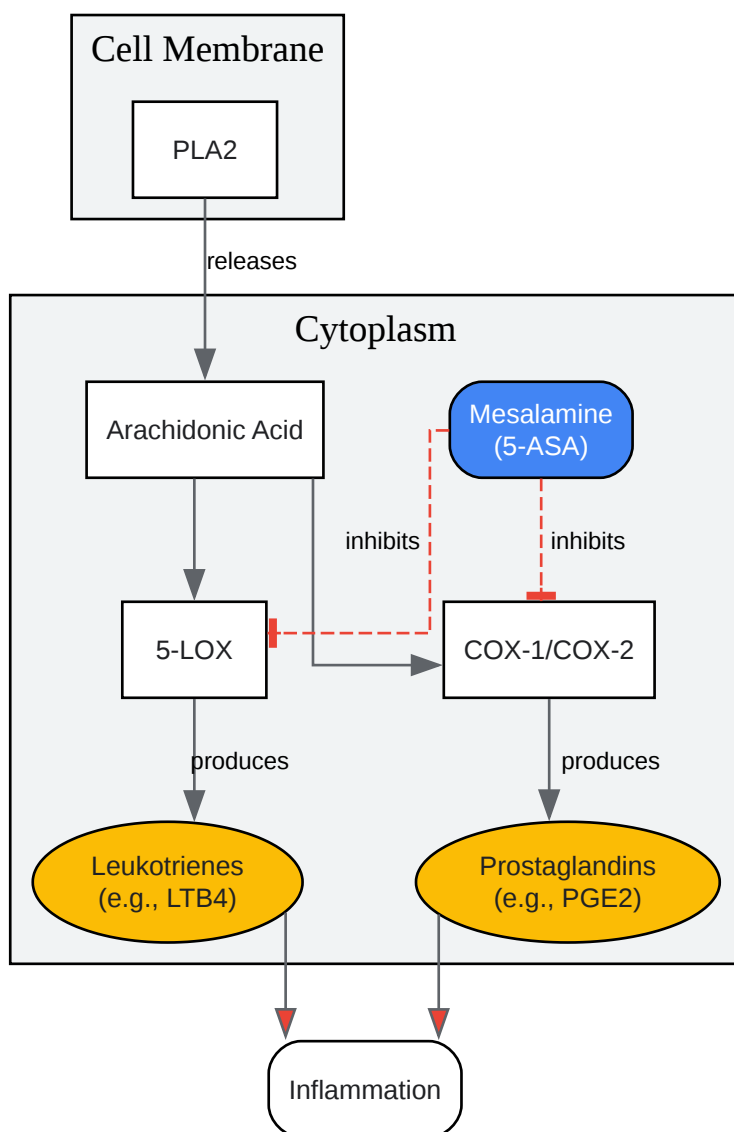 Cell Membrane
PLA2
releases
Cytoplasm
Arachidonic Acid
Mesalamine
(5-ASA)
inhibits
inhibits
5-LOX
COX-1/COX-2
produces
produces
Leukotrienes
(e.g., LTB4)
Prostaglandins
(e.g., PGE2)
Inflammation